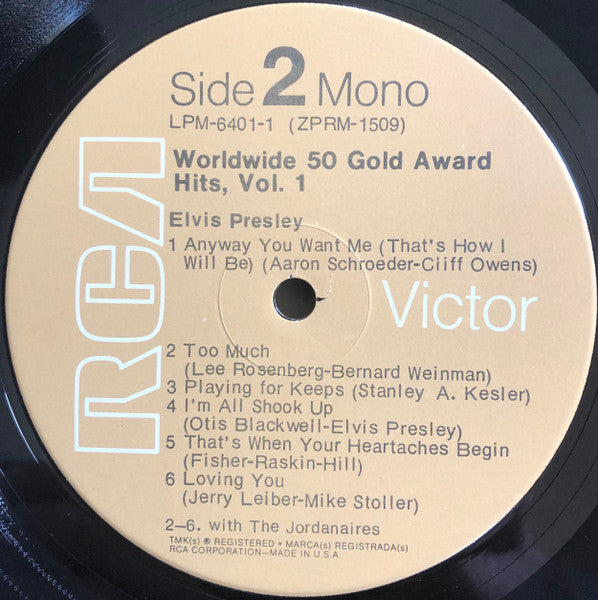 Side 2 Mono
LPM-6401-1 (ZPRM-1509)
Worldwide 50 Gold Award
Hits, Vol. 1
Elvis Presley
1 Anyway You Want Me (That's How I
Will Be) (Aaron Schroeder-Cliff Owens)
RCA
Victor
2 Too Much
(Lee Rosenberg-Bernard Weinman)
3 Playing for Keeps (Stanley A. Kesler)
4 I'm All Shook Up
(Otis Blackwell-Elvis Presley)
5 That's When Your Heartaches Begin
(Fisher-Raskin-Hill)
6 Loving You
(Jerry Leiber-Mike Stoller)
2–6. with The Jordanaires
TMK(s) ® REGISTERED • MARCA(s) REGISTRADA(s)
RCA CORPORATION—MADE IN U.S.A.